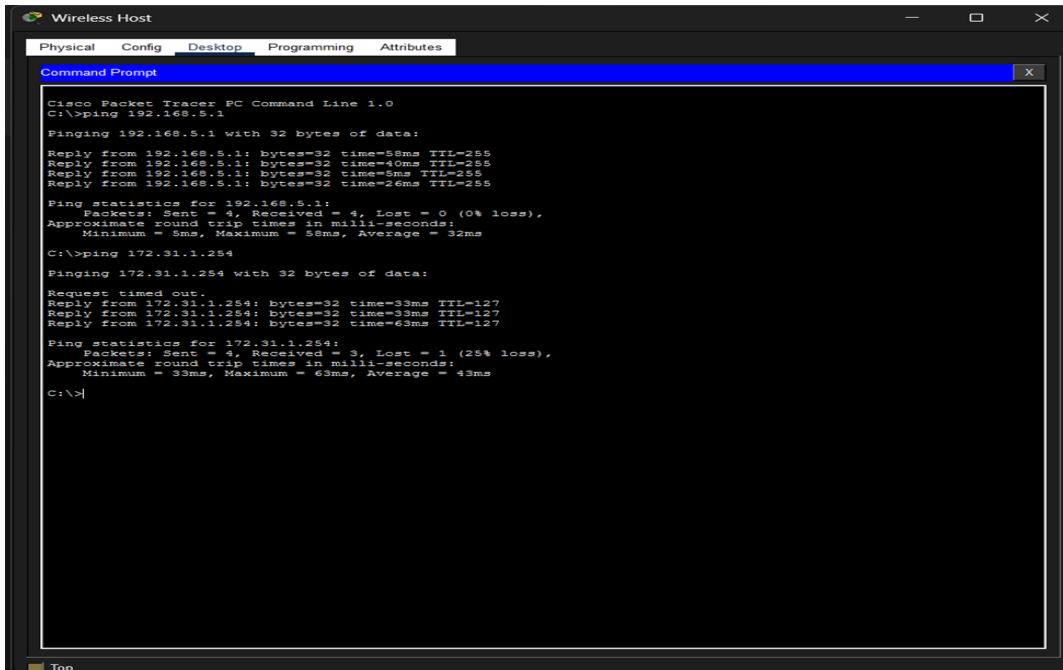 Wireless Host
Physical Config Desktop Programming Attributes
Command Prompt
X
Cisco Packet Tracer PC Command Line 1.0
C:\>ping 192.168.5.1
Pinging 192.168.5.1 with 32 bytes of data:
Reply from 192.168.5.1: bytes=32 time=58ms TTL=255
Reply from 192.168.5.1: bytes=32 time=40ms TTL=255
Reply from 192.168.5.1: bytes=32 time=5ms TTL=255
Reply from 192.168.5.1: bytes=32 time=26ms TTL=255
Ping statistics for 192.168.5.1:
Packets: Sent = 4, Received = 4, Lost = 0 (0% loss),
Approximate round trip times in milli-seconds:
Minimum = 5ms, Maximum = 58ms, Average = 32ms
C:\>ping 172.31.1.254
Pinging 172.31.1.254 with 32 bytes of data:
Request timed out.
Reply from 172.31.1.254: bytes=32 time=33ms TTL=127
Reply from 172.31.1.254: bytes=32 time=33ms TTL=127
Reply from 172.31.1.254: bytes=32 time=63ms TTL=127
Ping statistics for 172.31.1.254:
Packets: Sent = 4, Received = 3, Lost = 1 (25% loss),
Approximate round trip times in milli-seconds:
Minimum = 33ms, Maximum = 63ms, Average = 43ms
C:\>
Top